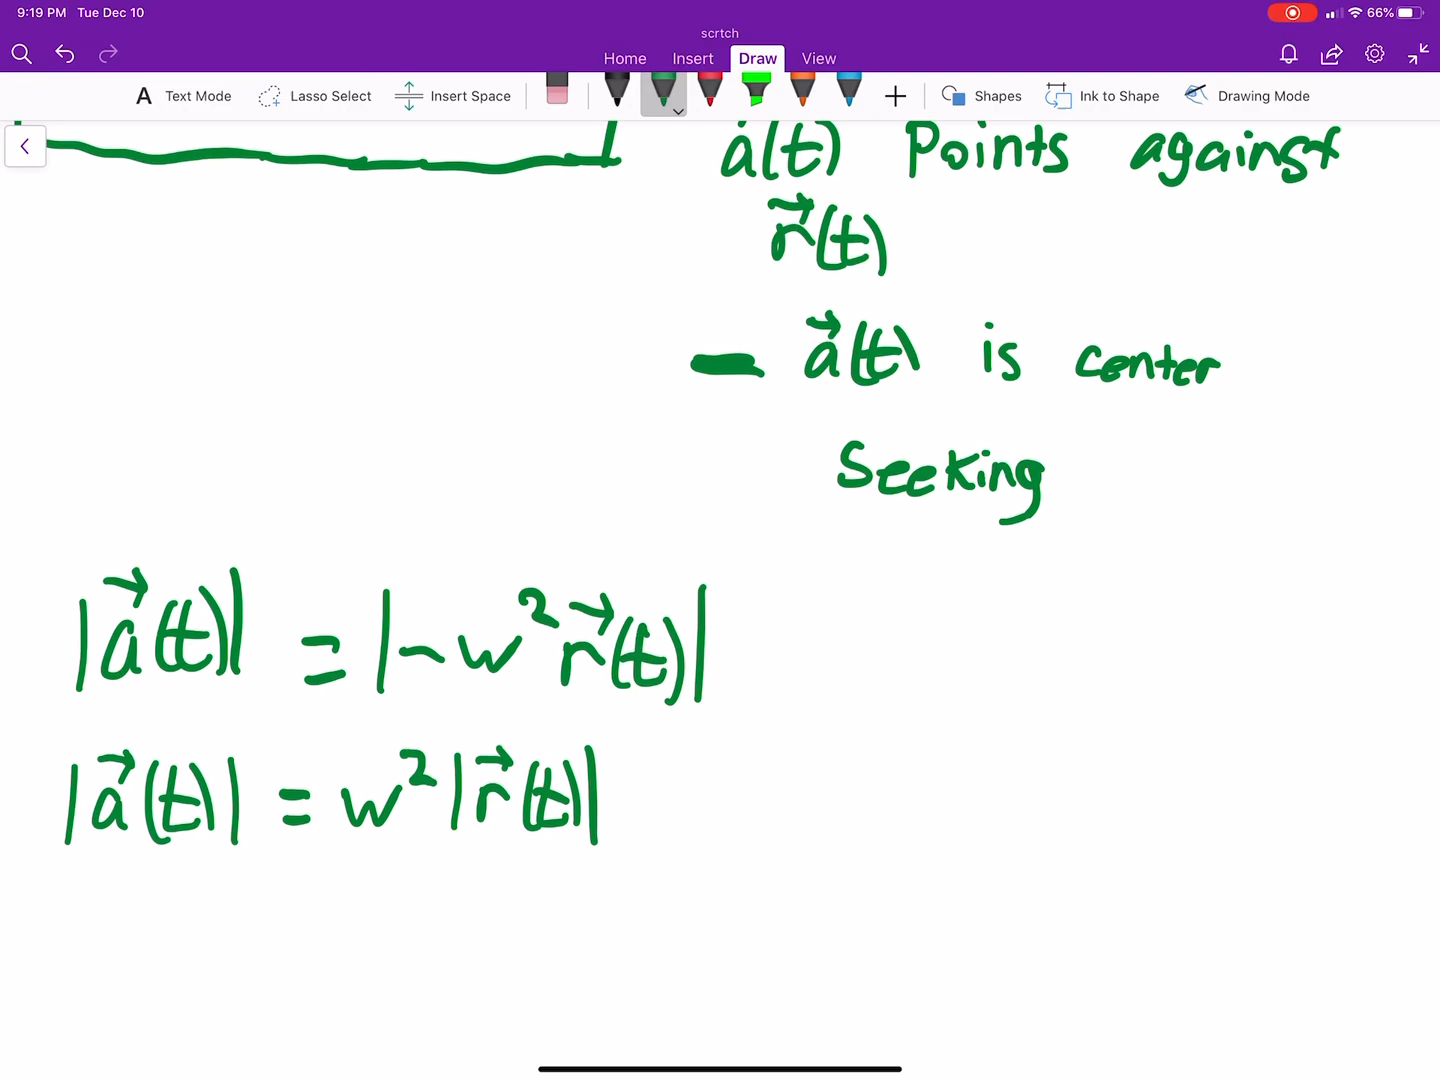 9:19 PM Tue Dec 10
66%
scrtch
Home Insert Draw View
A Text Mode Lasso Select Insert Space Shapes Ink to Shape Drawing Mode
a(t) Points against
r⃗(t)
- a⃗(t) is center
Seeking
|a⃗(t)| = |-w²r⃗(t)|
|a⃗(t)| = w²|r⃗(t)|